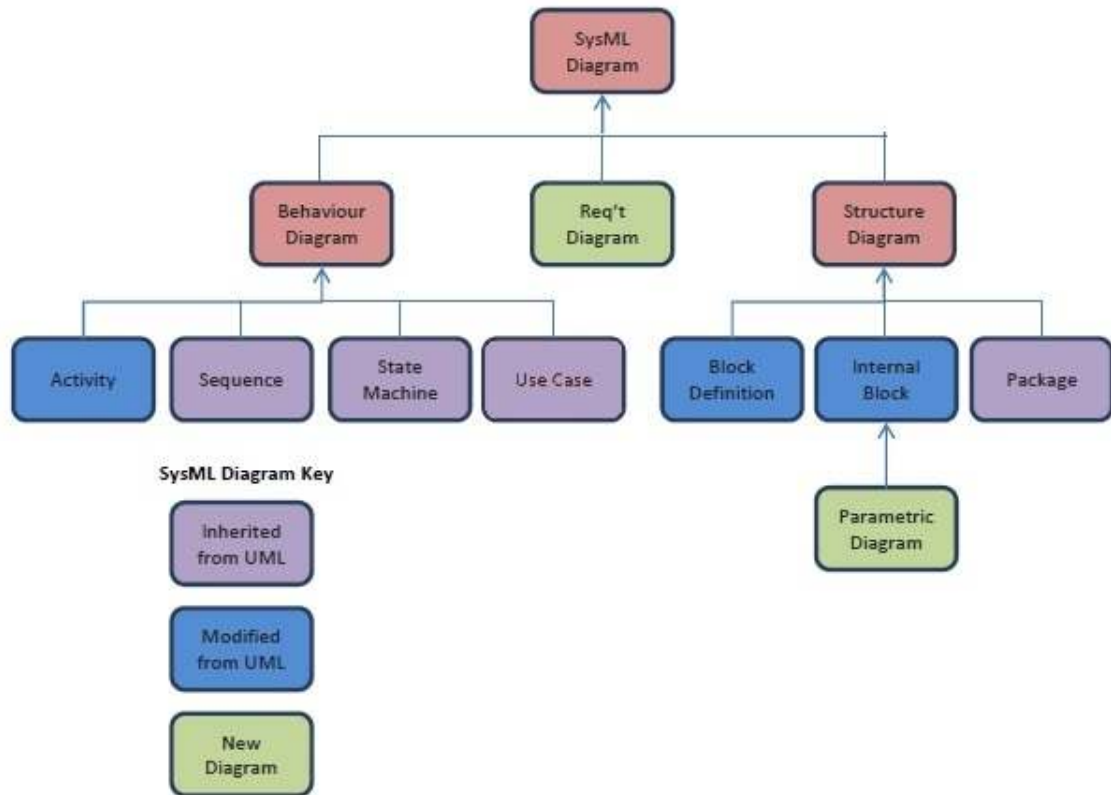 SysML
Diagram
Behaviour
Diagram
Req't
Diagram
Structure
Diagram
Activity
Sequence
State
Machine
Use Case
Block
Definition
Internal
Block
Package
SysML Diagram Key
Parametric
Diagram
Inherited
from UML
Modified
from UML
New
Diagram